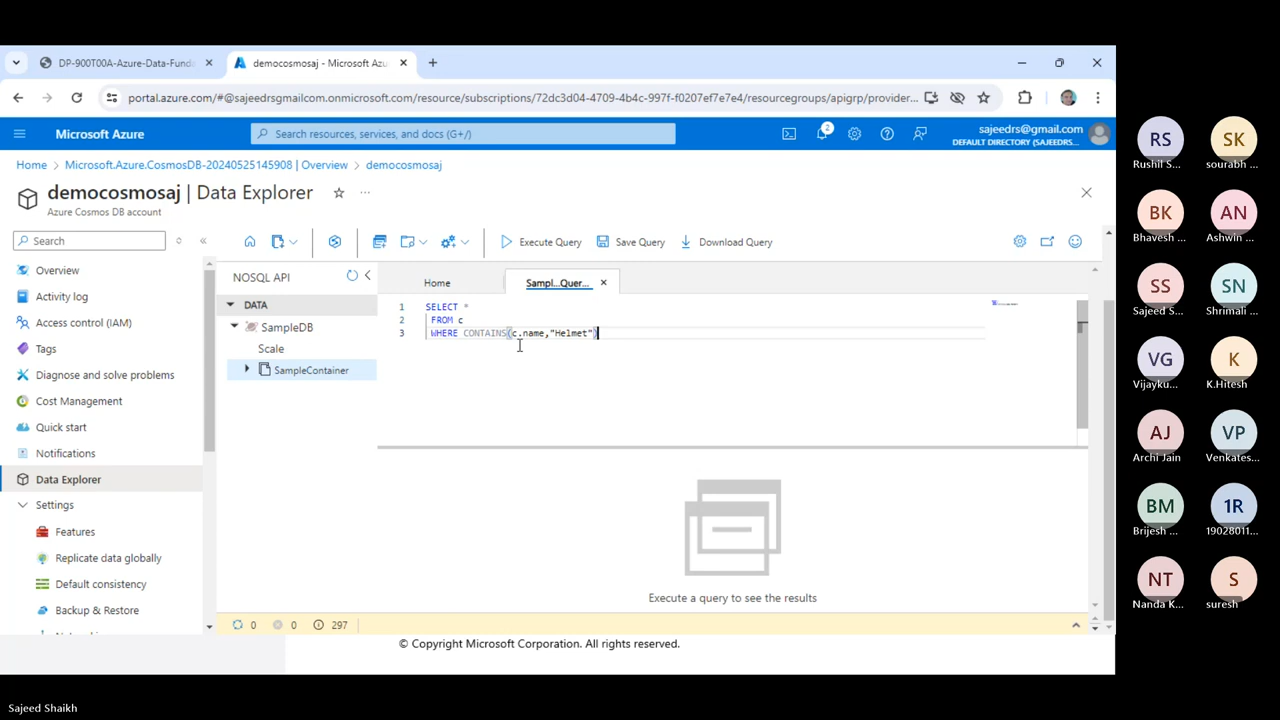 DP-900T00A-Azure-Data-Funda
democosmosaj - Microsoft Azu
portal.azure.com/#@sajeedrsgmailcom.onmicrosoft.com/resource/subscriptions/72dc3d04-4709-4b4c-997f-f0207ef7e7e4/resourcegroups/apigrp/provider...
Microsoft Azure
Search resources, services, and docs (G+/)
2
sajeedrs@gmail.com
DEFAULT DIRECTORY (SAJEEDRS...
Home > Microsoft.Azure.CosmosDB-20240525145908 | Overview > democosmosaj
democosmosaj | Data Explorer
Azure Cosmos DB account
Search
Execute Query
Save Query
Download Query
Overview
Activity log
Access control (IAM)
Tags
Diagnose and solve problems
Cost Management
Quick start
Notifications
Data Explorer
Settings
Features
Replicate data globally
Default consistency
Backup & Restore
NOSQL API
DATA
SampleDB
Scale
SampleContainer
Home
Sampl...Quer...
1 SELECT *
2 FROM c
3 WHERE CONTAINS(c.name,"Helmet")
Execute a query to see the results
0 0 297
© Copyright Microsoft Corporation. All rights reserved.
RS SK
Rushil S... sourabh ...
BK AN
Bhavesh ... Ashwin ...
SS SN
Sajeed S... Shrimali ...
VG K
Vijayku... K.Hitesh
AJ VP
Archi Jain Venkates...
BM 1R
Brijesh ... 19028011...
NT S
Nanda K... suresh
Sajeed Shaikh